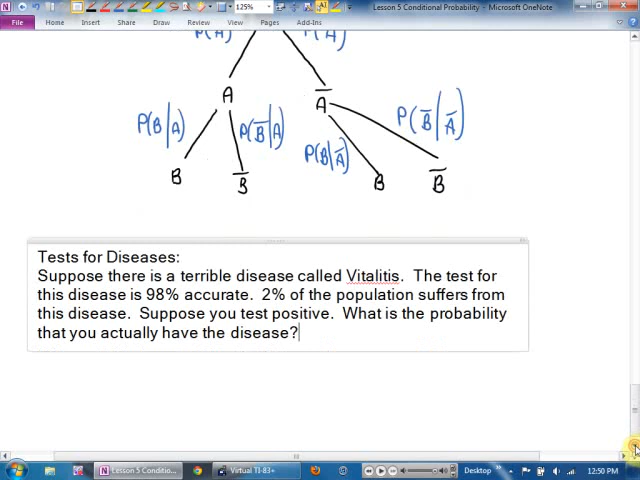 Lesson 5 Conditional Probability - Microsoft OneNote
125%
File Home Insert Share Draw Review View Pages Add-Ins
P(A) P(A̅)
A A̅
P(B|A) P(B̅|A) P(B|A̅) P(B̅|A̅)
B B̅ B B̅
Tests for Diseases:
Suppose there is a terrible disease called Vitalitis. The test for
this disease is 98% accurate. 2% of the population suffers from
this disease. Suppose you test positive. What is the probability
that you actually have the disease?
Lesson 5 Conditio... Virtual TI-83+ Desktop 12:50 PM